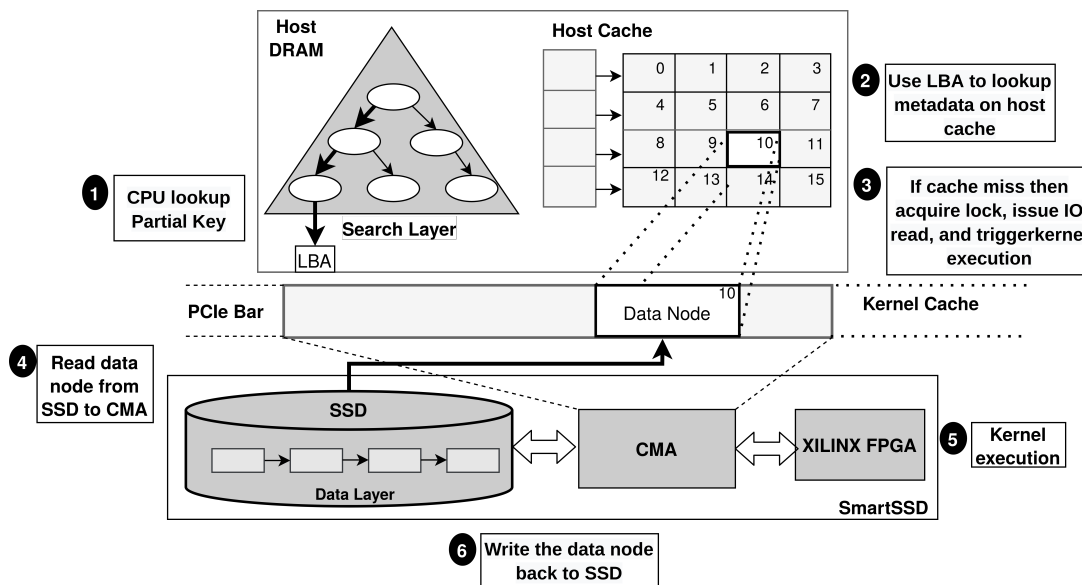 Host
DRAM
Host Cache
0 1 2 3
4 5 6 7
8 9 10 11
12 13 14 15
1
CPU lookup
Partial Key
2
Use LBA to lookup
metadata on host
cache
3
If cache miss then
acquire lock, issue IO
read, and triggerkerne
execution
Search Layer
LBA
PCIe Bar
10
Data Node
Kernel Cache
4
Read data
node from
SSD to CMA
SSD
Data Layer
CMA
XILINX FPGA
SmartSSD
5
Kernel
execution
6
Write the data node
back to SSD